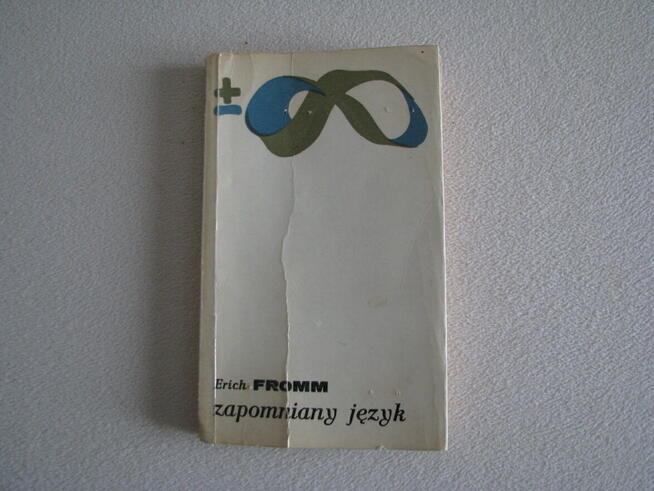 ±
Erich FROMM
zapomniany język